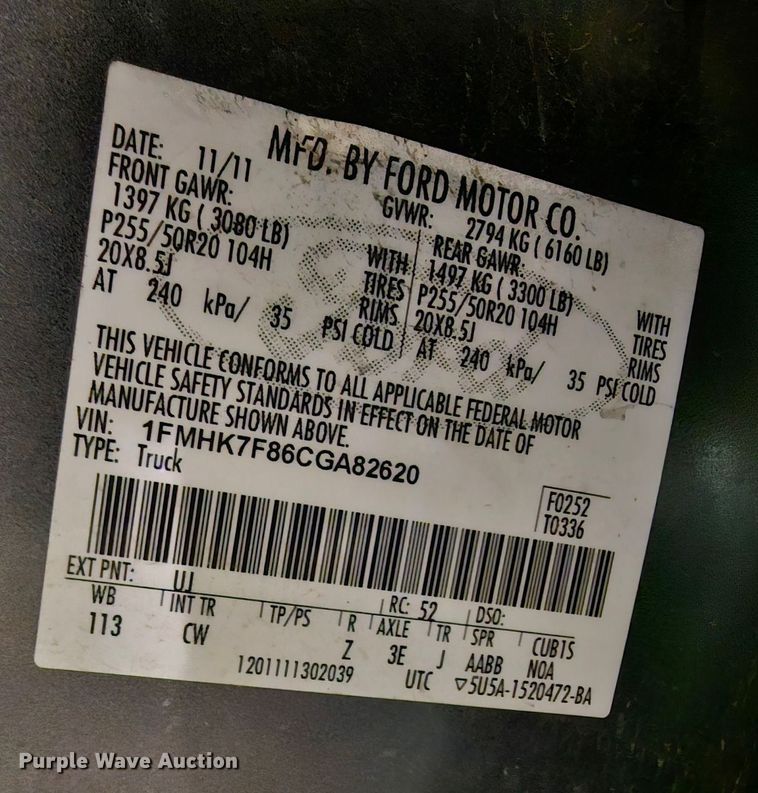 MFD. BY FORD MOTOR CO.
DATE: 11/11 GVWR: 2794 KG ( 6160 LB)
FRONT GAWR: REAR GAWR:
1397 KG ( 3080 LB) WITH 1497 KG ( 3300 LB) WITH
P255/50R20 104H TIRES P255/50R20 104H TIRES
20X8.5J RIMS 20X8.5J RIMS
AT 240 kPa/ 35 PSI COLD AT 240 kPa/ 35 PSI COLD
THIS VEHICLE CONFORMS TO ALL APPLICABLE FEDERAL MOTOR
VEHICLE SAFETY STANDARDS IN EFFECT ON THE DATE OF
MANUFACTURE SHOWN ABOVE.
VIN: 1FMHK7F86CGA82620
TYPE: Truck
F0252
T0336
EXT PNT: UJ RC: 52 DSO:
WB INT TR TP/PS R AXLE TR SPR CUBTS
113 CW Z 3E J AABB NOA
1201111302039 UTC ▽5U5A-1520472-BA
Ford
Purple Wave Auction